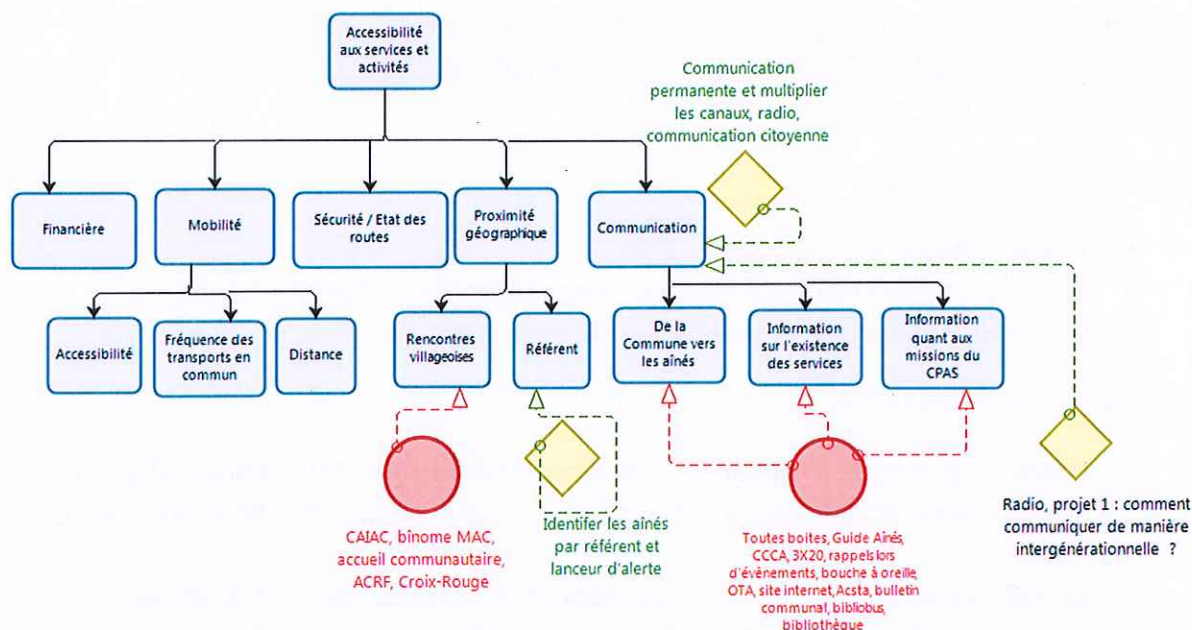 Accessibilité
aux services et
activités
Communication
permanente et multiplier
les canaux, radio,
communication citoyenne
Financière
Mobilité
Sécurité / Etat des
routes
Proximité
géographique
Communication
Accessibilité
Fréquence des
transports en
commun
Distance
Rencontres
villageoises
Référent
De la
Commune vers
les aînés
Information
sur l'existence
des services
Information
quant aux
missions du
CPAS
CAIAC, binome MAC,
accueil communautaire,
ACRF, Croix-Rouge
Identifer les aînés
par référent et
lanceur d'alerte
Toutes boites, Guide Aînés,
CCCA, 3X20, rappels lors
d'évènements, bouche à oreille,
OTA, site internet, Acsta, bulletin
communal, bibliobus,
bibliothèque
Radio, projet 1 : comment
communiquer de manière
intergénérationnelle ?